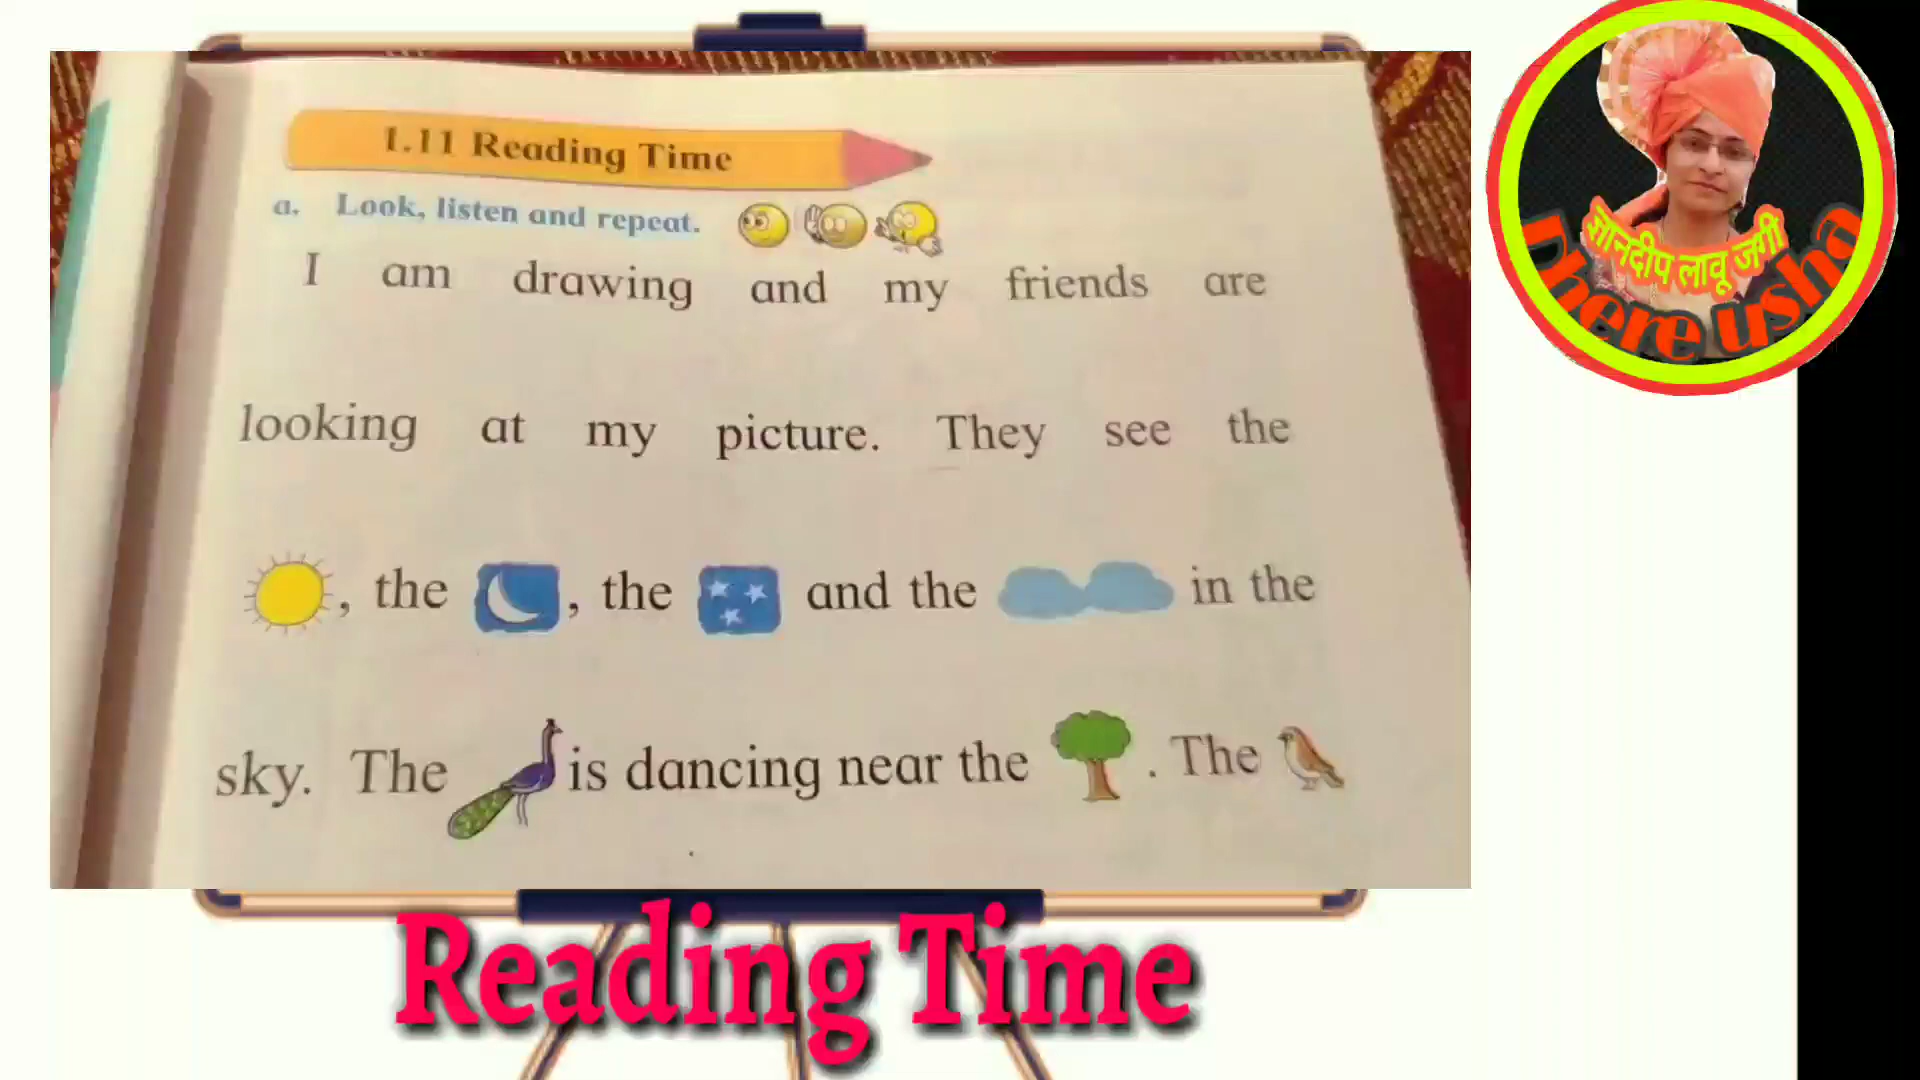 1.11 Reading Time
a. Look, listen and repeat.
I am drawing and my friends are
looking at my picture. They see the
, the , the and the in the
sky. The is dancing near the . The
Reading Time
ज्ञानदीप लावू जगी
Dhere usha